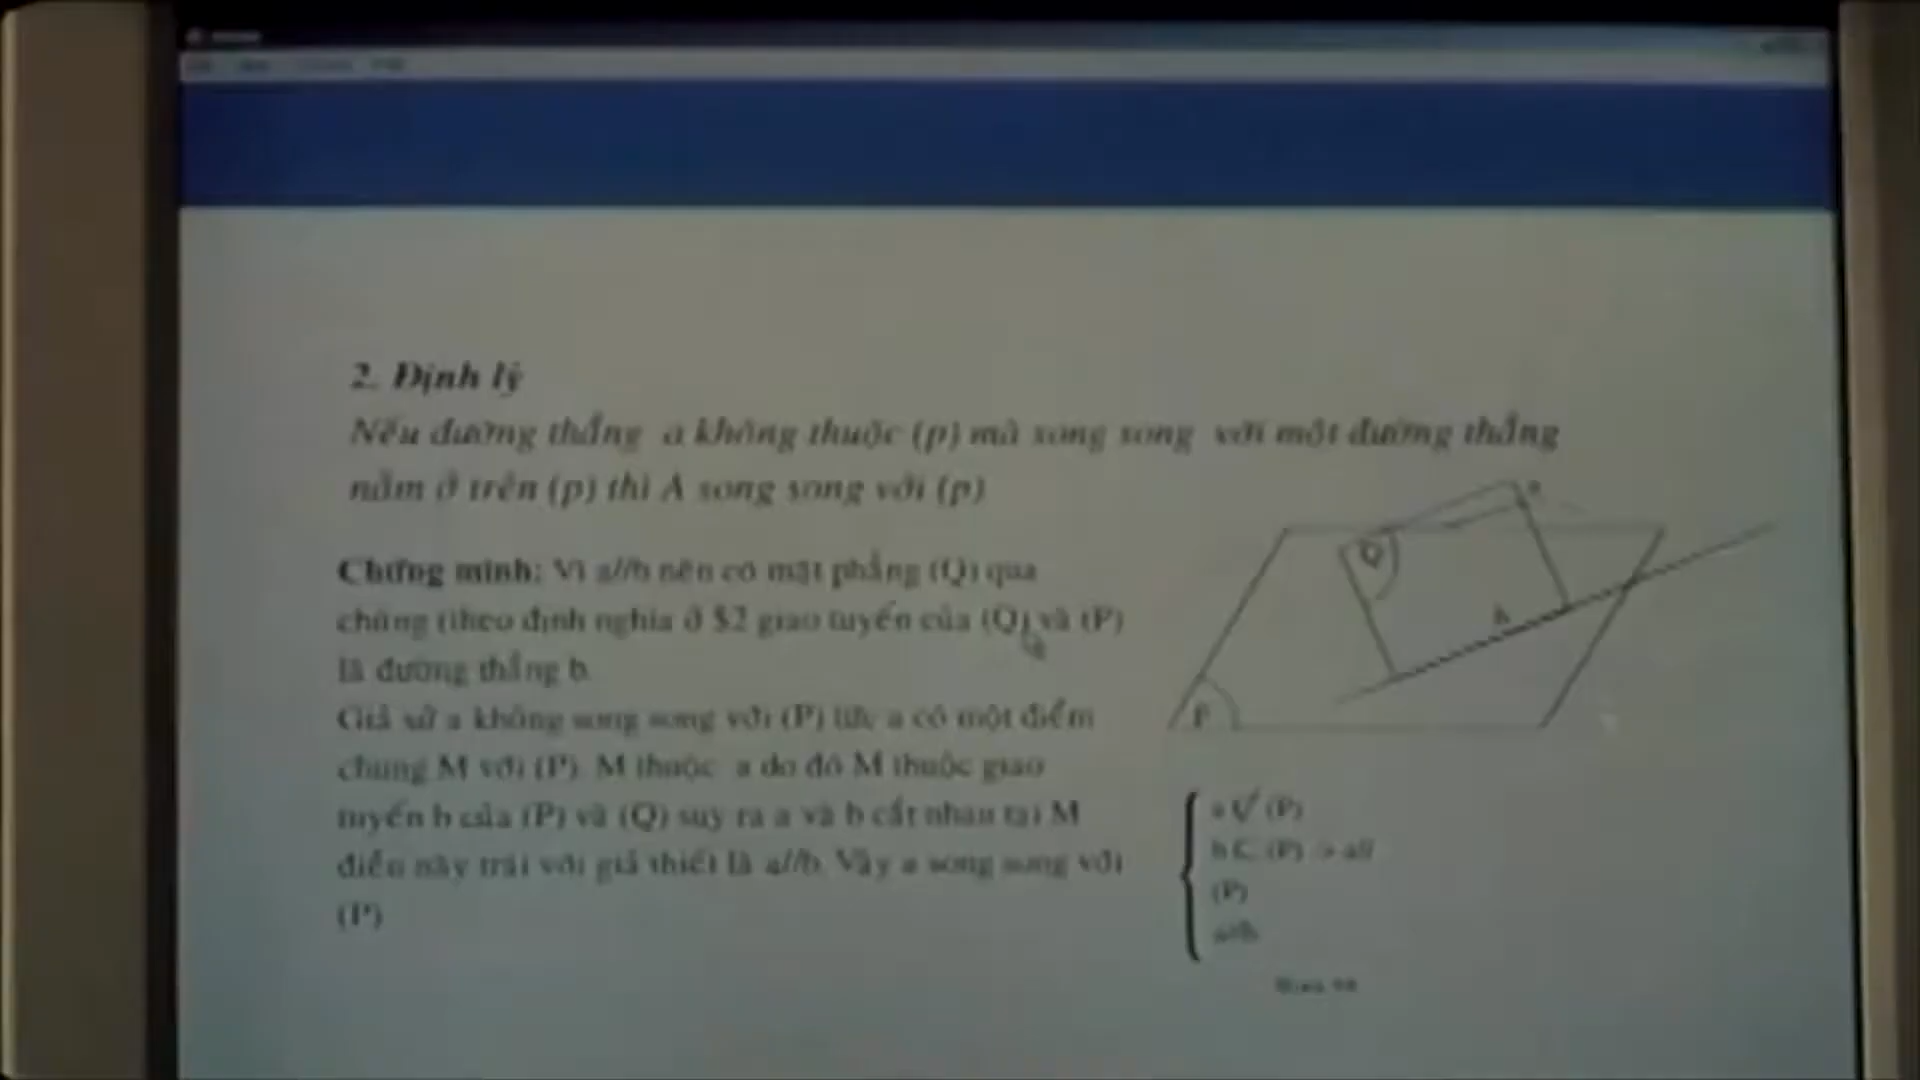 2. Định lý
Nếu đường thẳng a không thuộc (p) mà song song với một đường thẳng
nằm ở trên (p) thì A song song với (p)
Chứng minh: Vì a//b nên có mặt phẳng (Q) qua
chúng (theo định nghĩa ở §2 giao tuyến của (Q) và (P)
là đường thẳng b.
Giả sử a không song song với (P) tức a có một điểm
chung M với (P). M thuộc a do đó M thuộc giao
tuyến b của (P) và (Q) suy ra a và b cắt nhau tại M
điều này trái với giả thiết là a//b. Vậy a song song với
(P)
a
Q
b
P
a ⊄ (P)
b ⊂ (P) -> a//
(P)
a//b